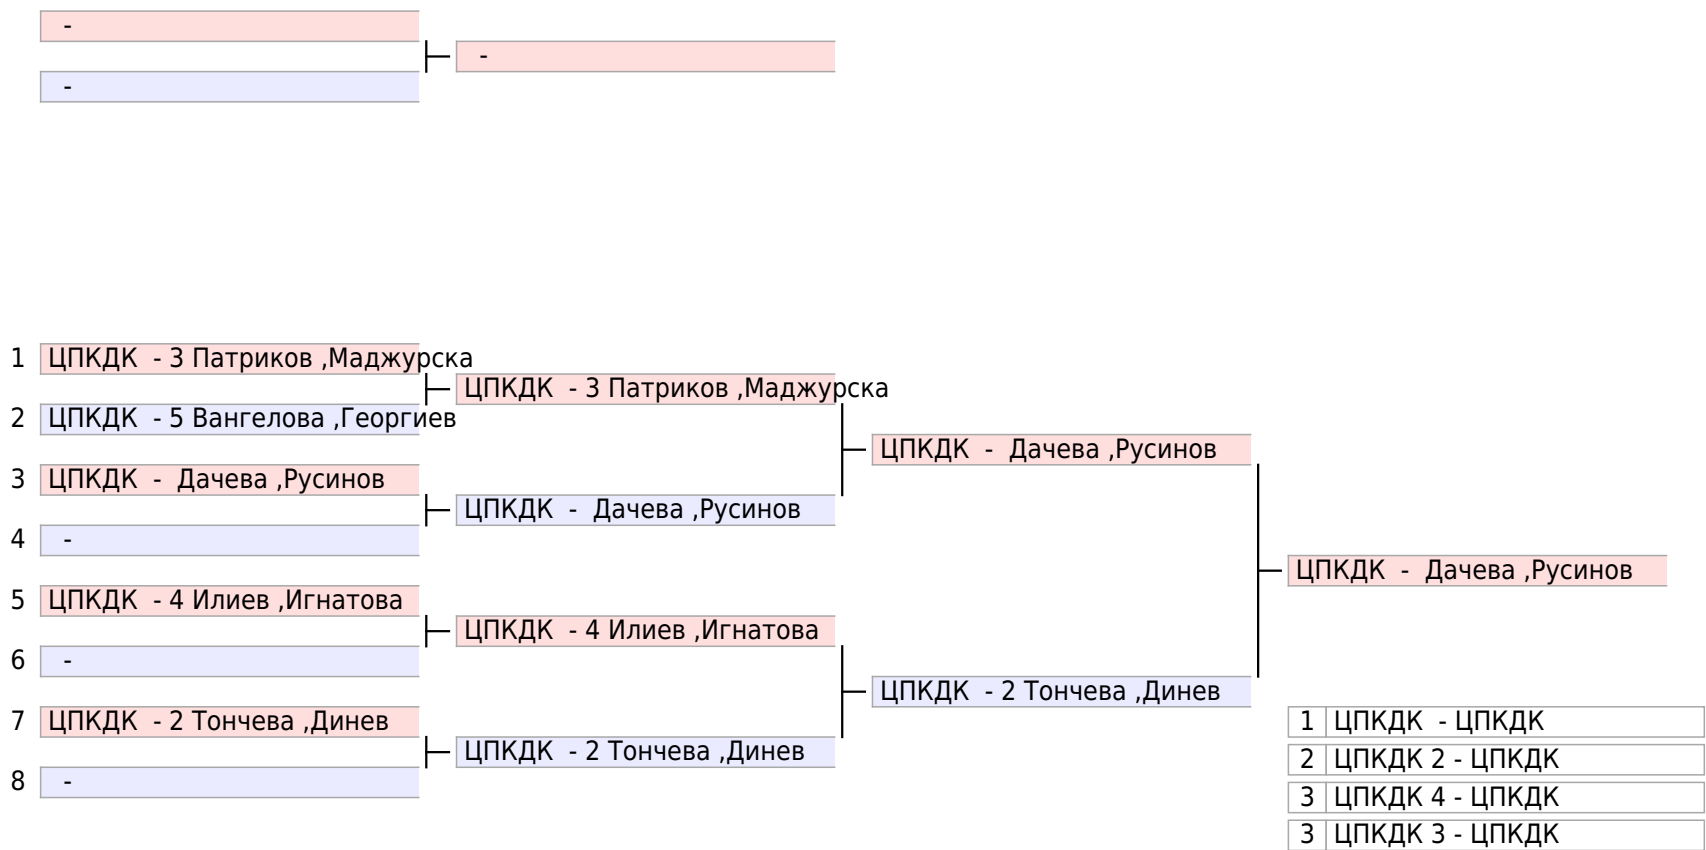 -
-
-
1 ЦПКДК - 3 Патриков ,Маджурска
ЦПКДК - 3 Патриков ,Маджурска
2 ЦПКДК - 5 Вангелова ,Георгиев
ЦПКДК - Дачева ,Русинов
3 ЦПКДК - Дачева ,Русинов
ЦПКДК - Дачева ,Русинов
4 -
ЦПКДК - Дачева ,Русинов
5 ЦПКДК - 4 Илиев ,Игнатова
ЦПКДК - 4 Илиев ,Игнатова
6 -
ЦПКДК - 2 Тончева ,Динев
7 ЦПКДК - 2 Тончева ,Динев
ЦПКДК - 2 Тончева ,Динев
8 -
1 ЦПКДК - ЦПКДК
2 ЦПКДК 2 - ЦПКДК
3 ЦПКДК 4 - ЦПКДК
3 ЦПКДК 3 - ЦПКДК